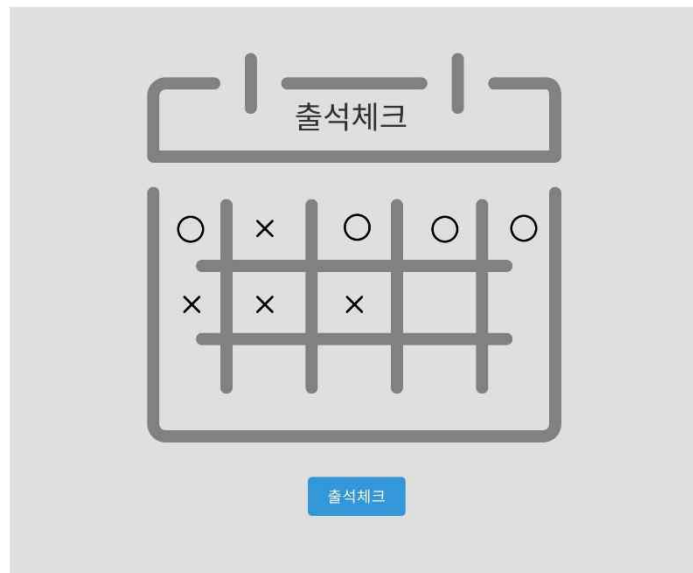 출석체크
○ × ○ ○ ○
× × ×
출석체크